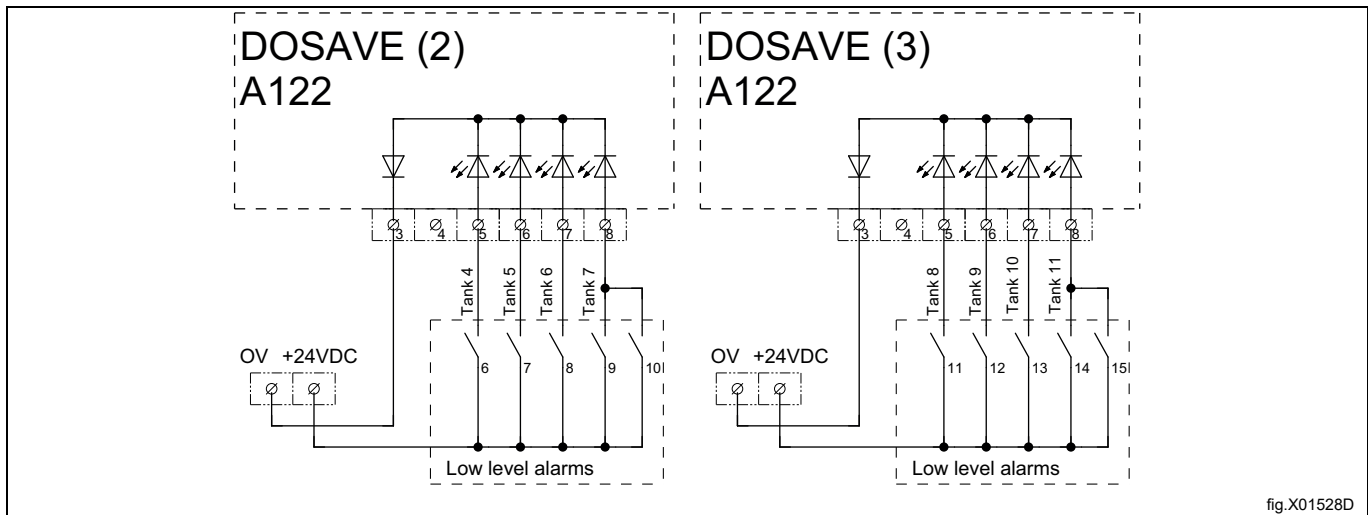 DOSAVE (2)
A122
3 4 5 6 7 8
Tank 4
Tank 5
Tank 6
Tank 7
OV +24VDC
6 7 8 9 10
Low level alarms
DOSAVE (3)
A122
3 4 5 6 7 8
Tank 8
Tank 9
Tank 10
Tank 11
OV +24VDC
11 12 13 14 15
Low level alarms
fig.X01528D